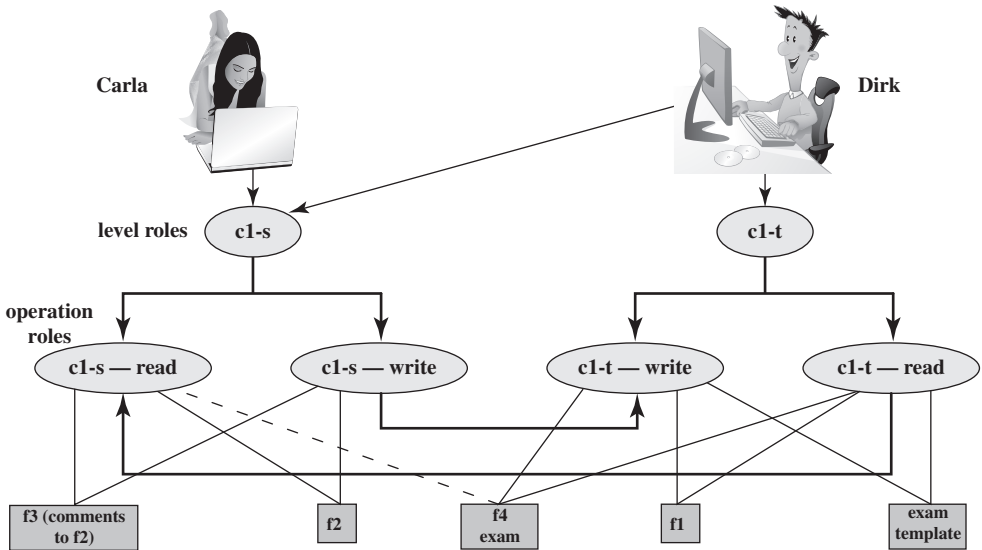 Carla
Dirk
level roles
c1-s
c1-t
operation
roles
c1-s — read
c1-s — write
c1-t — write
c1-t — read
f3 (comments
to f2)
f2
f4
exam
f1
exam
template